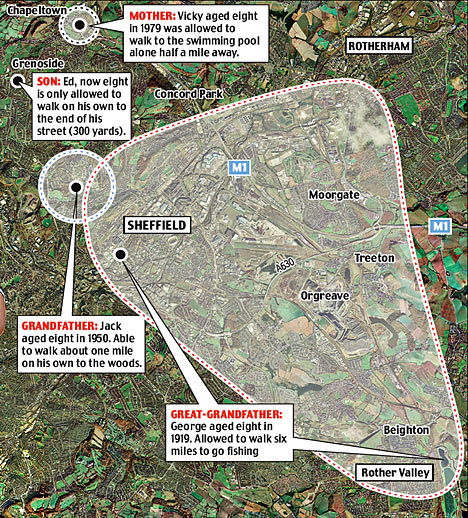 Chapeltown
MOTHER: Vicky aged eight
in 1979 was allowed to
walk to the swimming pool
alone half a mile away.
ROTHERHAM
Grenoside
SON: Ed, now eight
is only allowed to
walk on his own to
the end of his
street (300 yards).
Concord Park
M1
Moorgate
SHEFFIELD
M1
Treeton
A630
Orgreave
GRANDFATHER: Jack
aged eight in 1950. Able
to walk about one mile
on his own to the woods.
GREAT-GRANDFATHER:
George aged eight in
1919. Allowed to walk six
miles to go fishing
Beighton
Rother Valley